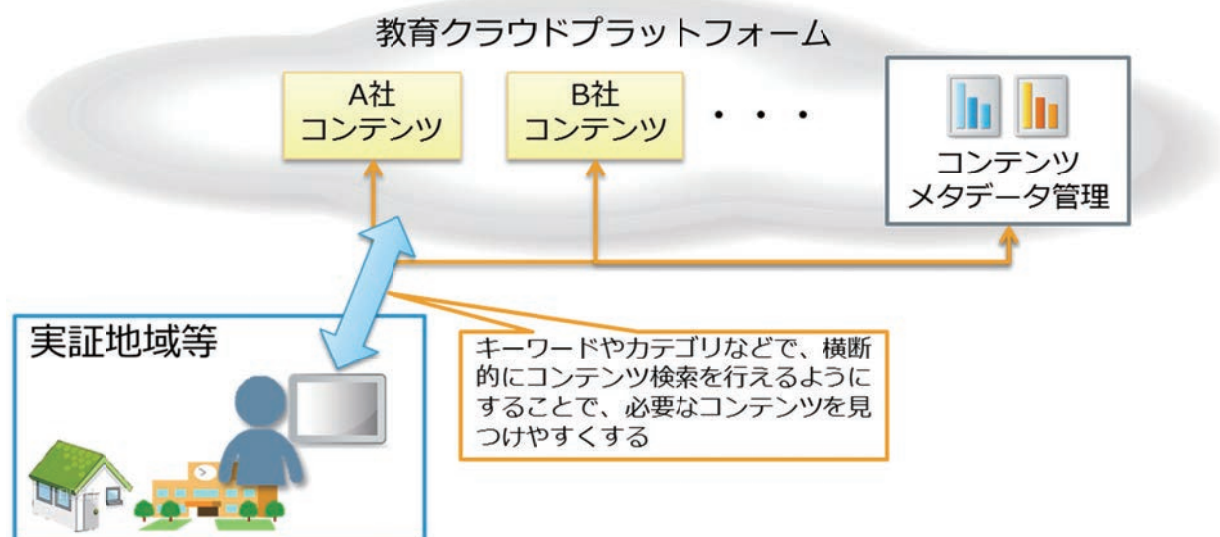 教育クラウドプラットフォーム
A社
コンテンツ
B社
コンテンツ
・・・
コンテンツ
メタデータ管理
実証地域等
キーワードやカテゴリなどで、横断
的にコンテンツ検索を行えるように
することで、必要なコンテンツを見
つけやすくする